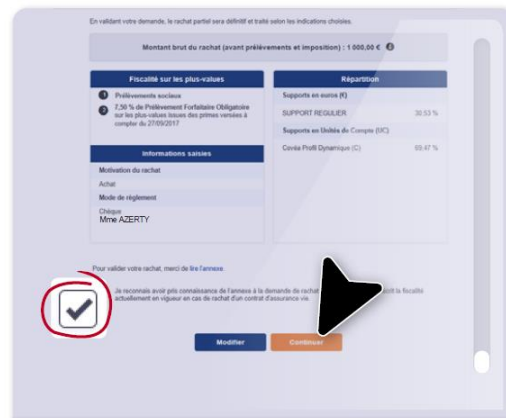 En validant votre demande, le rachat partiel sera définitif et traité selon les indications choisies.
Montant brut du rachat (avant prélèvements et imposition) : 1 000,00 €
Fiscalité sur les plus-values
1 Prélèvements sociaux
2 7,50 % de Prélèvement Forfaitaire Obligatoire
sur les plus-values issues des primes versées à
compter du 27/09/2017
Informations saisies
Motivation du rachat
Achat
Mode de règlement
Chèque
Mme AZERTY
Répartition
Supports en euros (€)
SUPPORT REGULIER 30,53 %
Supports en Unités de Compte (UC)
Covéa Profil Dynamique (C) 69,47 %
Pour valider votre rachat, merci de lire l'annexe.
Je reconnais avoir pris connaissance de l'annexe à la demande de rachat la fiscalité
actuellement en vigueur en cas de rachat d'un contrat d'assurance vie.
Modifier
Continuer